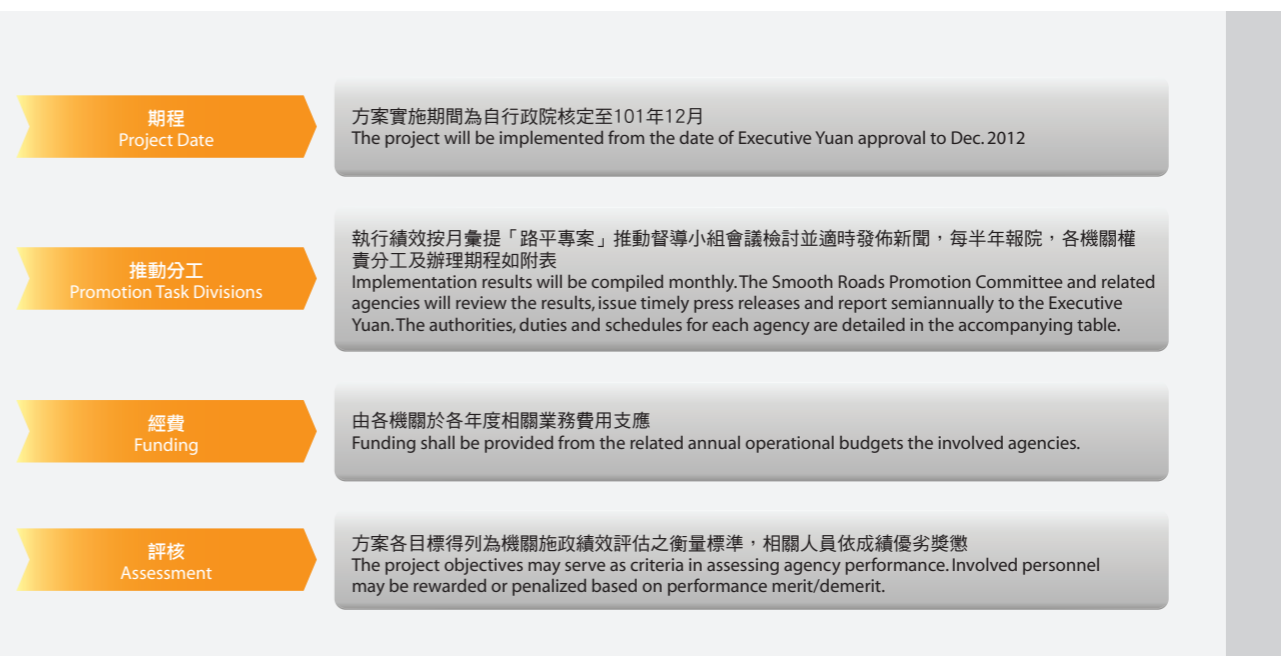 期程
Project Date
方案實施期間為自行政院核定至101年12月
The project will be implemented from the date of Executive Yuan approval to Dec. 2012
推動分工
Promotion Task Divisions
執行績效按月彙提「路平專案」推動督導小組會議檢討並適時發佈新聞，每半年報院，各機關權
責分工及辦理期程如附表
Implementation results will be compiled monthly. The Smooth Roads Promotion Committee and related
agencies will review the results, issue timely press releases and report semiannually to the Executive
Yuan. The authorities, duties and schedules for each agency are detailed in the accompanying table.
經費
Funding
由各機關於各年度相關業務費用支應
Funding shall be provided from the related annual operational budgets the involved agencies.
評核
Assessment
方案各目標得列為機關施政績效評估之衡量標準，相關人員依成績優劣獎懲
The project objectives may serve as criteria in assessing agency performance. Involved personnel
may be rewarded or penalized based on performance merit/demerit.